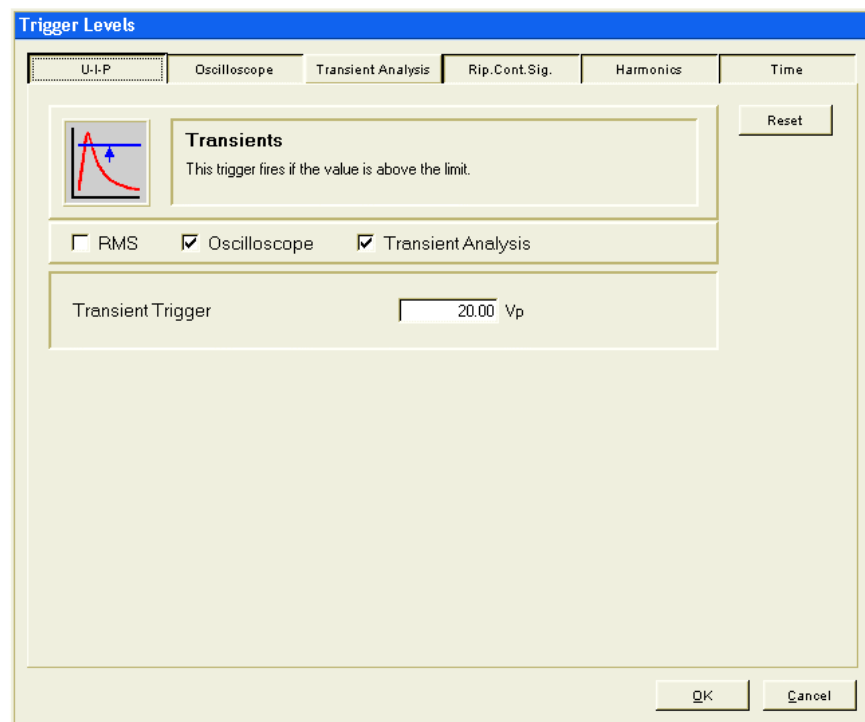 Trigger Levels
U-I-P Oscilloscope Transient Analysis Rip.Cont.Sig. Harmonics Time
Reset
Transients
This trigger fires if the value is above the limit.
RMS Oscilloscope Transient Analysis
Transient Trigger 20.00 Vp
OK Cancel